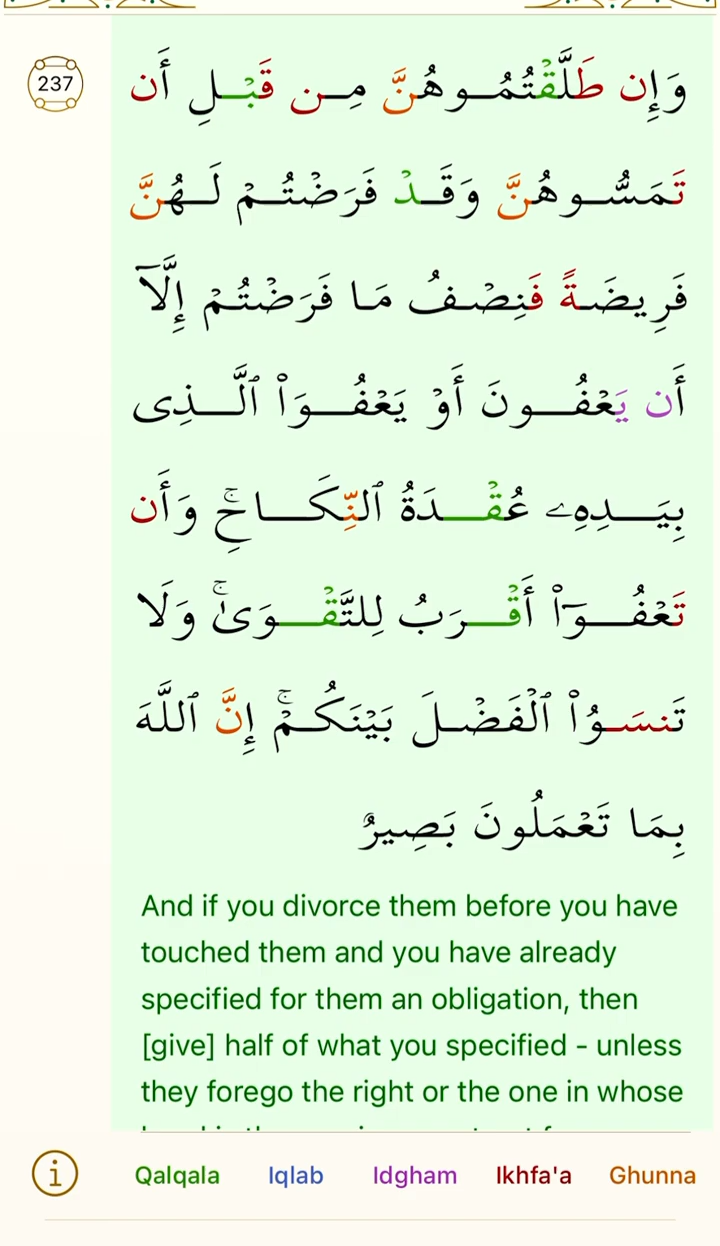 237
وَإِن طَلَّقْتُمُوهُنَّ مِن قَبْلِ أَن
تَمَسُّوهُنَّ وَقَدْ فَرَضْتُمْ لَهُنَّ
فَرِيضَةً فَنِصْفُ مَا فَرَضْتُمْ إِلَّآ
أَن يَعْفُونَ أَوْ يَعْفُوَا۟ ٱلَّذِى
بِيَدِهِۦ عُقْدَةُ ٱلنِّكَاحِ ۚ وَأَن
تَعْفُوٓا۟ أَقْرَبُ لِلتَّقْوَىٰ ۚ وَلَا
تَنسَوُا۟ ٱلْفَضْلَ بَيْنَكُمْ ۚ إِنَّ ٱللَّهَ
بِمَا تَعْمَلُونَ بَصِيرٌ
And if you divorce them before you have
touched them and you have already
specified for them an obligation, then
[give] half of what you specified - unless
they forego the right or the one in whose
i Qalqala Iqlab Idgham Ikhfa'a Ghunna